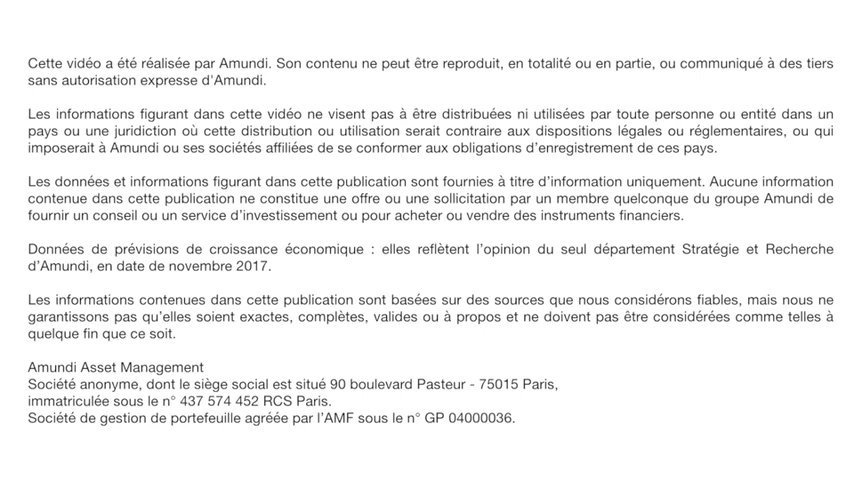 Cette vidéo a été réalisée par Amundi. Son contenu ne peut être reproduit, en totalité ou en partie, ou communiqué à des tiers
sans autorisation expresse d'Amundi.
Les informations figurant dans cette vidéo ne visent pas à être distribuées ni utilisées par toute personne ou entité dans un
pays ou une juridiction où cette distribution ou utilisation serait contraire aux dispositions légales ou réglementaires, ou qui
imposerait à Amundi ou ses sociétés affiliées de se conformer aux obligations d’enregistrement de ces pays.
Les données et informations figurant dans cette publication sont fournies à titre d’information uniquement. Aucune information
contenue dans cette publication ne constitue une offre ou une sollicitation par un membre quelconque du groupe Amundi de
fournir un conseil ou un service d’investissement ou pour acheter ou vendre des instruments financiers.
Données de prévisions de croissance économique : elles reflètent l’opinion du seul département Stratégie et Recherche
d’Amundi, en date de novembre 2017.
Les informations contenues dans cette publication sont basées sur des sources que nous considérons fiables, mais nous ne
garantissons pas qu’elles soient exactes, complètes, valides ou à propos et ne doivent pas être considérées comme telles à
quelque fin que ce soit.
Amundi Asset Management
Société anonyme, dont le siège social est situé 90 boulevard Pasteur - 75015 Paris,
immatriculée sous le n° 437 574 452 RCS Paris.
Société de gestion de portefeuille agréée par l’AMF sous le n° GP 04000036.